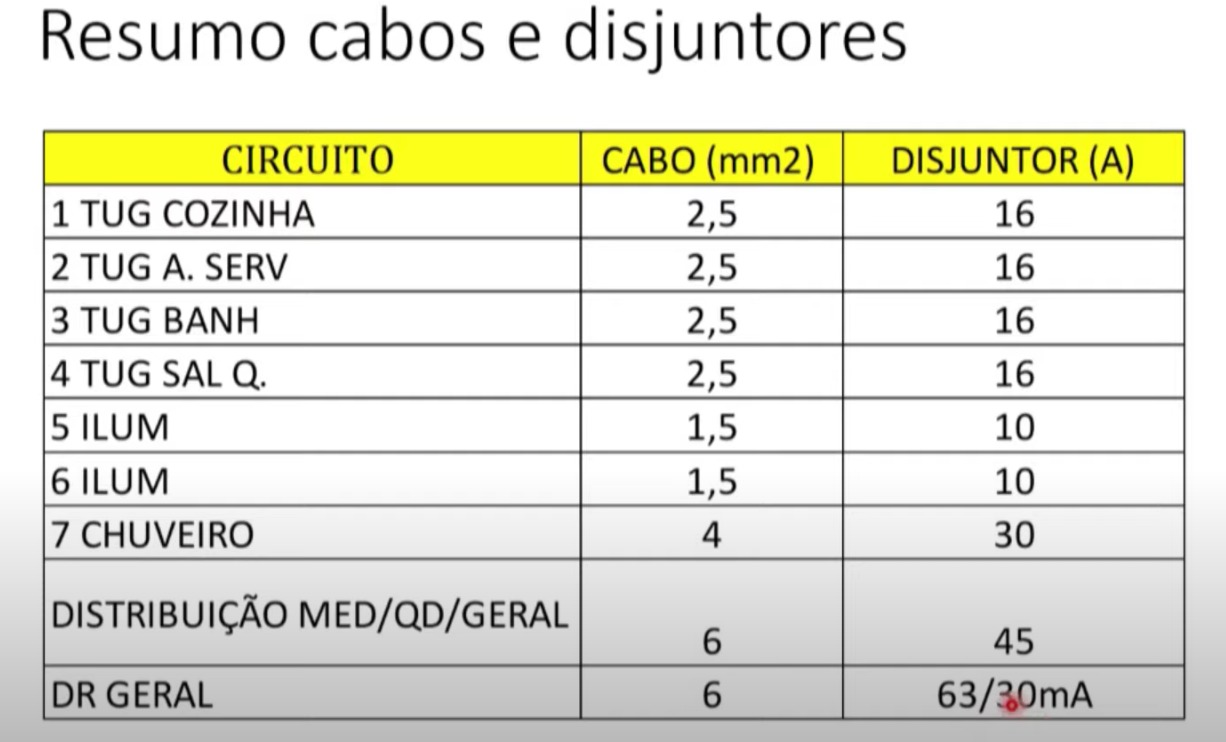 Resumo cabos e disjuntores
CIRCUITO CABO (mm2) DISJUNTOR (A)
1 TUG COZINHA 2,5 16
2 TUG A. SERV 2,5 16
3 TUG BANH 2,5 16
4 TUG SAL Q. 2,5 16
5 ILUM 1,5 10
6 ILUM 1,5 10
7 CHUVEIRO 4 30
DISTRIBUIÇÃO MED/QD/GERAL 6 45
DR GERAL 6 63/30mA